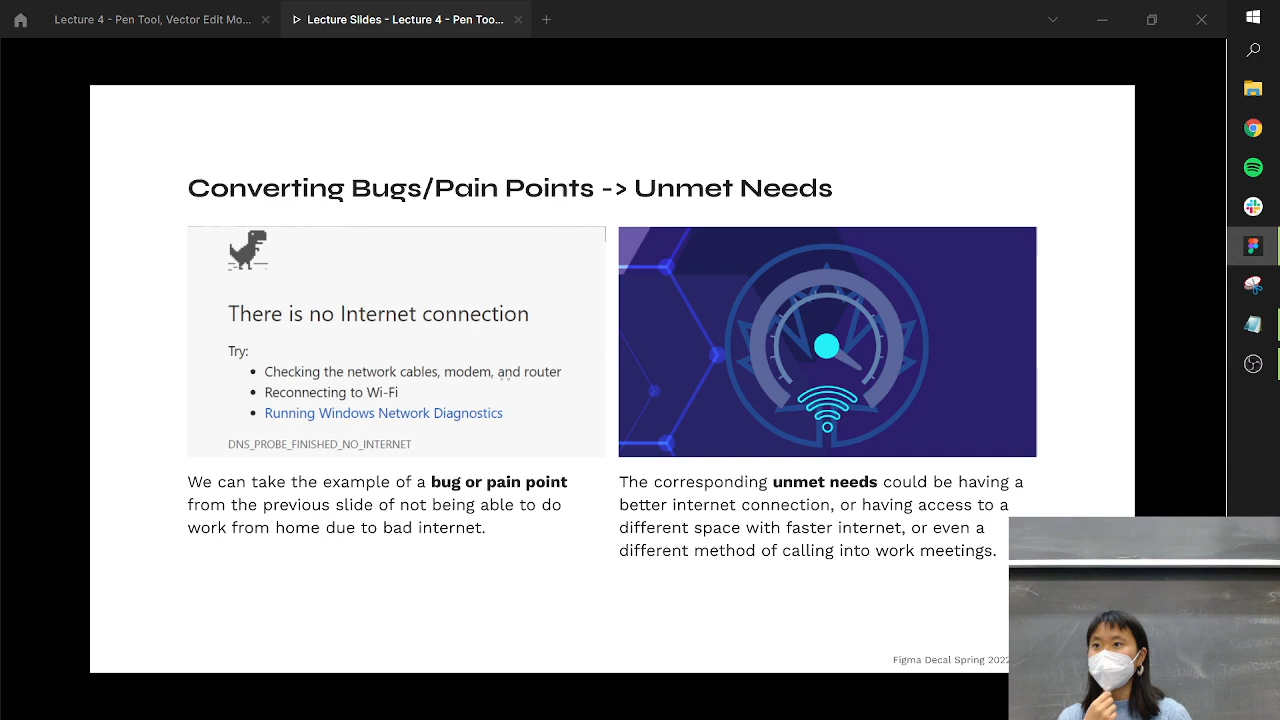 Lecture 4 - Pen Tool, Vector Edit Mo...
Lecture Slides - Lecture 4 - Pen Too...
Converting Bugs/Pain Points -> Unmet Needs
There is no Internet connection
Try:
Checking the network cables, modem, and router
Reconnecting to Wi-Fi
Running Windows Network Diagnostics
DNS_PROBE_FINISHED_NO_INTERNET
We can take the example of a bug or pain point
from the previous slide of not being able to do
work from home due to bad internet.
The corresponding unmet needs could be having a
better internet connection, or having access to a
different space with faster internet, or even a
different method of calling into work meetings.
Figma Decal Spring 2022